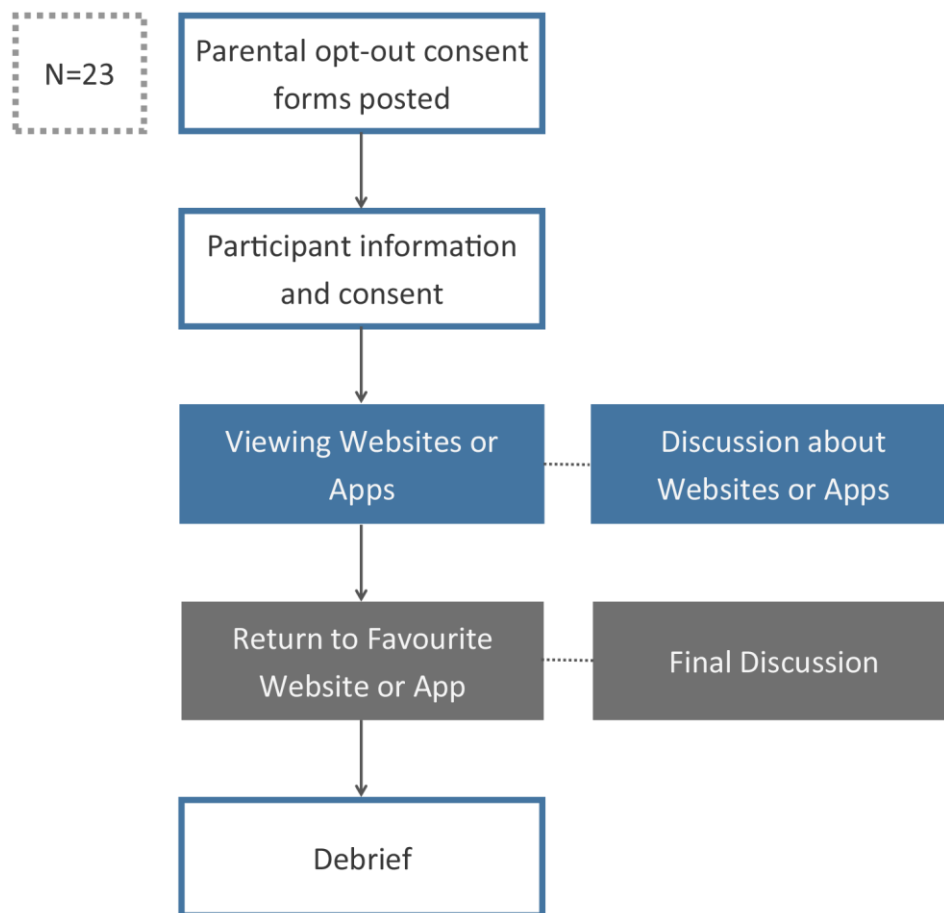 N=23
Parental opt-out consent
forms posted
Participant information
and consent
Viewing Websites or
Apps
Discussion about
Websites or Apps
Return to Favourite
Website or App
Final Discussion
Debrief